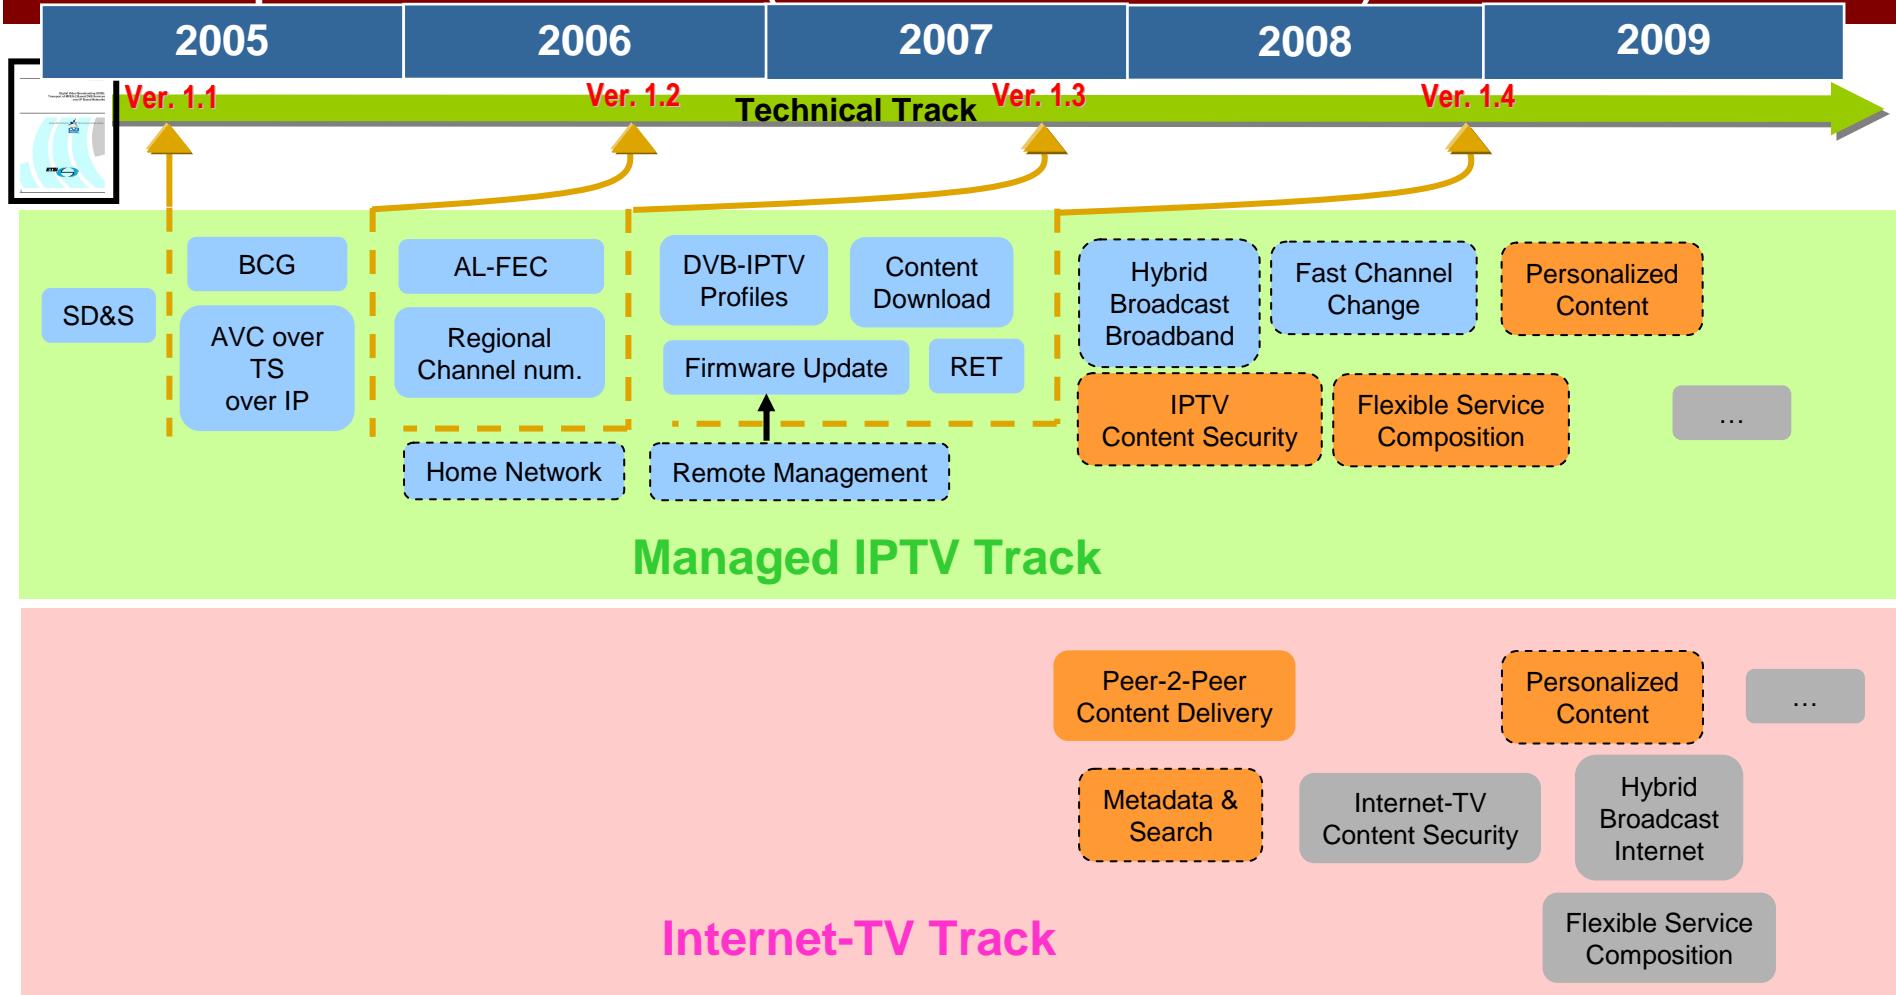 2005
2006
2007
2008
2009
Ver. 1.1
Ver. 1.2
Technical Track
Ver. 1.3
Ver. 1.4
ETSI
SD&S
BCG
AVC over
TS
over IP
AL-FEC
Regional
Channel num.
Home Network
DVB-IPTV
Profiles
Content
Download
Firmware Update
RET
Remote Management
Hybrid
Broadcast
Broadband
Fast Channel
Change
Personalized
Content
IPTV
Content Security
Flexible Service
Composition
...
Managed IPTV Track
Peer-2-Peer
Content Delivery
Personalized
Content
...
Metadata &
Search
Internet-TV
Content Security
Hybrid
Broadcast
Internet
Flexible Service
Composition
Internet-TV Track